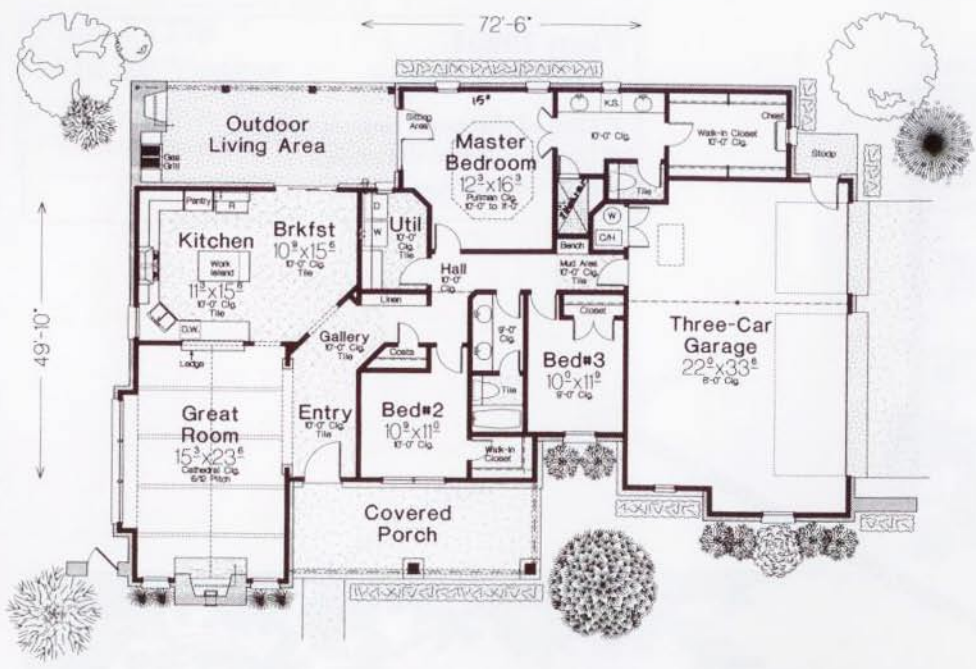 72'-6"
15⁰
Outdoor
Living Area
Gas
Grill
Sitting
Area
Master
Bedroom
12³x16³
Pullman Clg.
10'-0" to 11'-0"
K.S.
10'-0" Clg.
Tile
Walk-In Closet
10'-0" Clg.
Chest
Stoop
Pantry
R
Kitchen
Work
Island
11³x15⁶
10'-0" Clg.
Tile
D.W.
Brkfst
10⁹x15⁶
10'-0" Clg.
Tile
D
W
Util
10'-0"
Clg.
Tile
Hall
10'-0"
Clg.
Bench
Mud Area
10'-0" Clg.
Tile
W
C/H
49'-10"
Linen
Gallery
10'-0" Clg.
Tile
Coats
9'-0"
Clg.
Tile
Closet
Bed#3
10⁰x11⁹
9'-0" Clg.
Three-Car
Garage
22⁰x33⁶
8'-0" Clg.
Ledge
Great
Room
15³x23⁶
Cathedral Clg.
6/12 Pitch
Entry
10'-0" Clg.
Tile
Bed#2
10⁹x11⁰
10'-0" Clg.
Walk-In
Closet
Covered
Porch